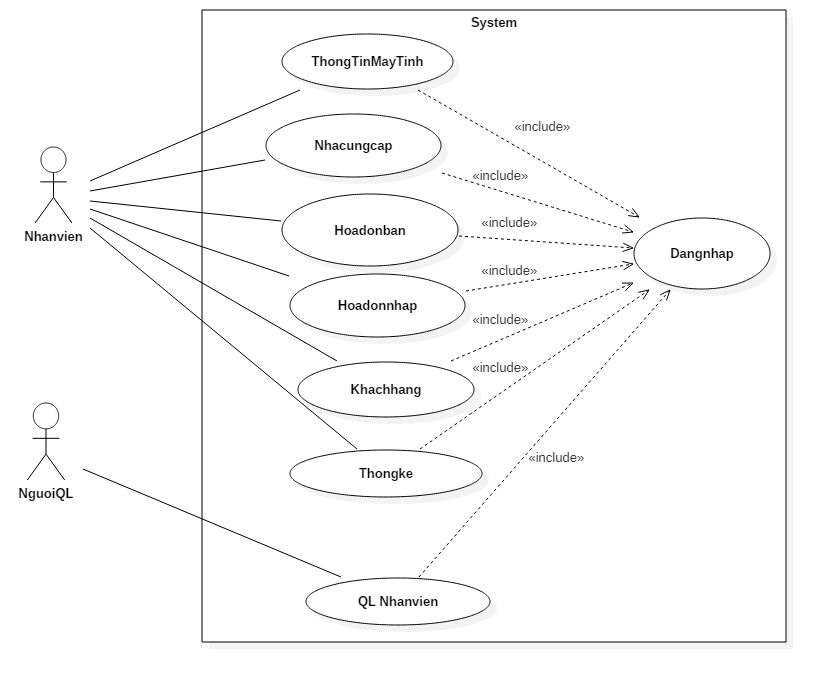 System
ThongTinMayTinh
«include»
Nhacungcap
«include»
Nhanvien
Hoadonban
«include»
Dangnhap
«include»
Hoadonnhap
«include»
«include»
Khachhang
«include»
Thongke
NguoiQL
QL Nhanvien